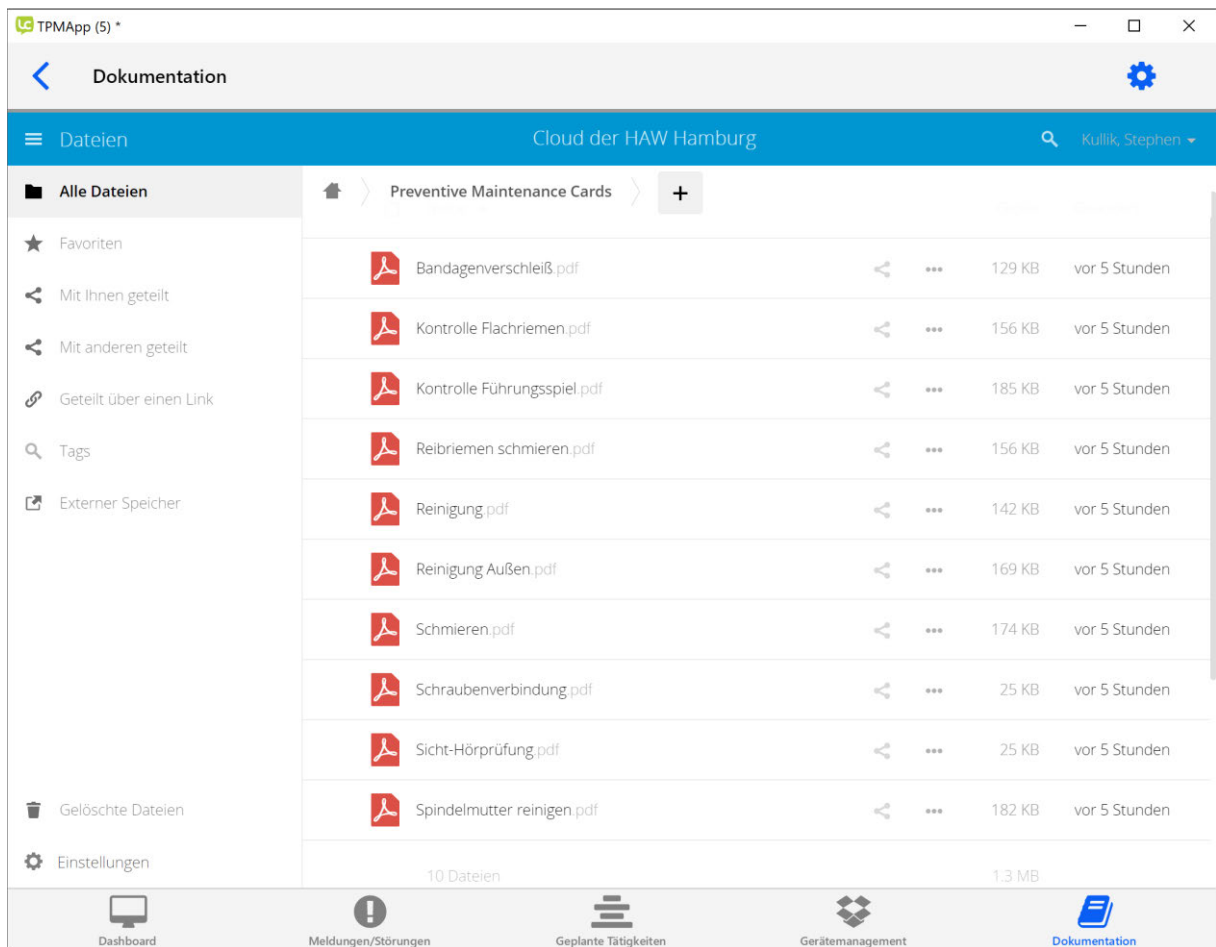 TPMApp (5) *
Dokumentation
Dateien
Cloud der HAW Hamburg
Kullik, Stephen
Alle Dateien
Favoriten
Mit Ihnen geteilt
Mit anderen geteilt
Geteilt über einen Link
Tags
Externer Speicher
Gelöschte Dateien
Einstellungen
Preventive Maintenance Cards
+
Bandagenverschleiß.pdf 129 KB vor 5 Stunden
Kontrolle Flachriemen.pdf 156 KB vor 5 Stunden
Kontrolle Führungsspiel.pdf 185 KB vor 5 Stunden
Reibriemen schmieren.pdf 156 KB vor 5 Stunden
Reinigung.pdf 142 KB vor 5 Stunden
Reinigung Außen.pdf 169 KB vor 5 Stunden
Schmieren.pdf 174 KB vor 5 Stunden
Schraubenverbindung.pdf 25 KB vor 5 Stunden
Sicht-Hörprüfung.pdf 25 KB vor 5 Stunden
Spindelmutter reinigen.pdf 182 KB vor 5 Stunden
10 Dateien 1.3 MB
Dashboard
Meldungen/Störungen
Geplante Tätigkeiten
Gerätemanagement
Dokumentation